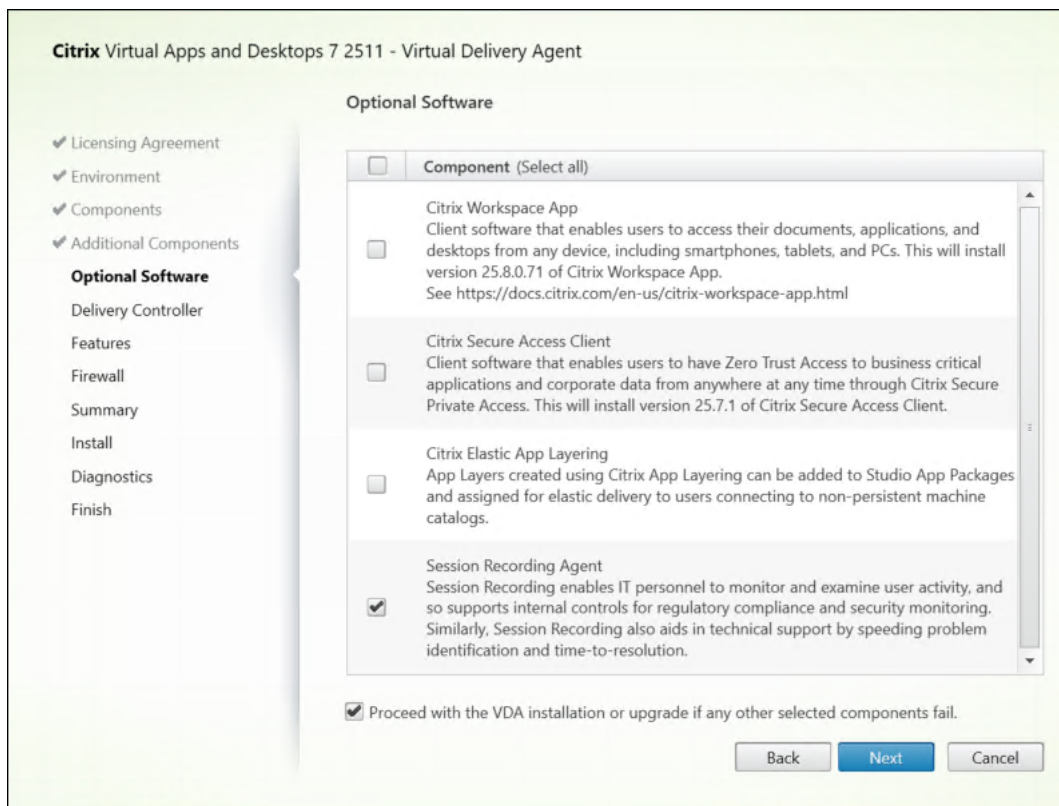 Citrix Virtual Apps and Desktops 7 2511 - Virtual Delivery Agent
Optional Software
Licensing Agreement
Environment
Components
Additional Components
Optional Software
Delivery Controller
Features
Firewall
Summary
Install
Diagnostics
Finish
Component (Select all)
Citrix Workspace App
Client software that enables users to access their documents, applications, and
desktops from any device, including smartphones, tablets, and PCs. This will install
version 25.8.0.71 of Citrix Workspace App.
See https://docs.citrix.com/en-us/citrix-workspace-app.html
Citrix Secure Access Client
Client software that enables users to have Zero Trust Access to business critical
applications and corporate data from anywhere at any time through Citrix Secure
Private Access. This will install version 25.7.1 of Citrix Secure Access Client.
Citrix Elastic App Layering
App Layers created using Citrix App Layering can be added to Studio App Packages
and assigned for elastic delivery to users connecting to non-persistent machine
catalogs.
Session Recording Agent
Session Recording enables IT personnel to monitor and examine user activity, and
so supports internal controls for regulatory compliance and security monitoring.
Similarly, Session Recording also aids in technical support by speeding problem
identification and time-to-resolution.
Proceed with the VDA installation or upgrade if any other selected components fail.
Back
Next
Cancel